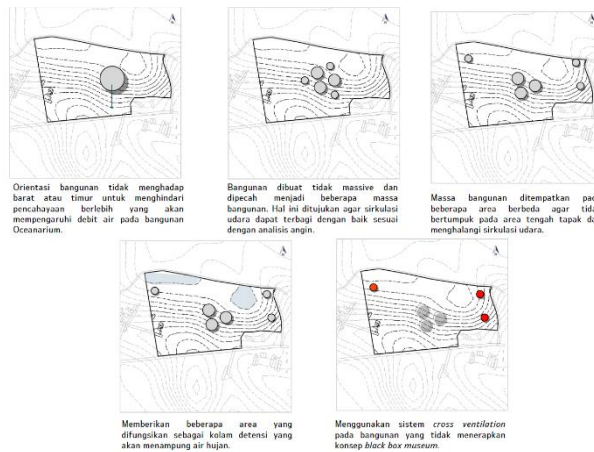 Orientasi bangunan tidak menghadap
barat atau timur untuk menghindari
pencahayaan berlebih yang akan
mempengaruhi debit air pada bangunan
Oceanarium.
Bangunan dibuat tidak massive dan
dipecah menjadi beberapa massa
bangunan. Hal ini ditujukan agar sirkulasi
udara dapat terbagi dengan baik sesuai
dengan analisis angin.
Massa bangunan ditempatkan pad
beberapa area berbeda agar tida
bertumpuk pada area tengah tapak da
menghalangi sirkulasi udara.
Memberikan beberapa area yang
difungsikan sebagai kolam detensi yang
akan menampung air hujan.
Menggunakan sistem cross ventilation
pada bangunan yang tidak menerapkan
konsep black box museum.